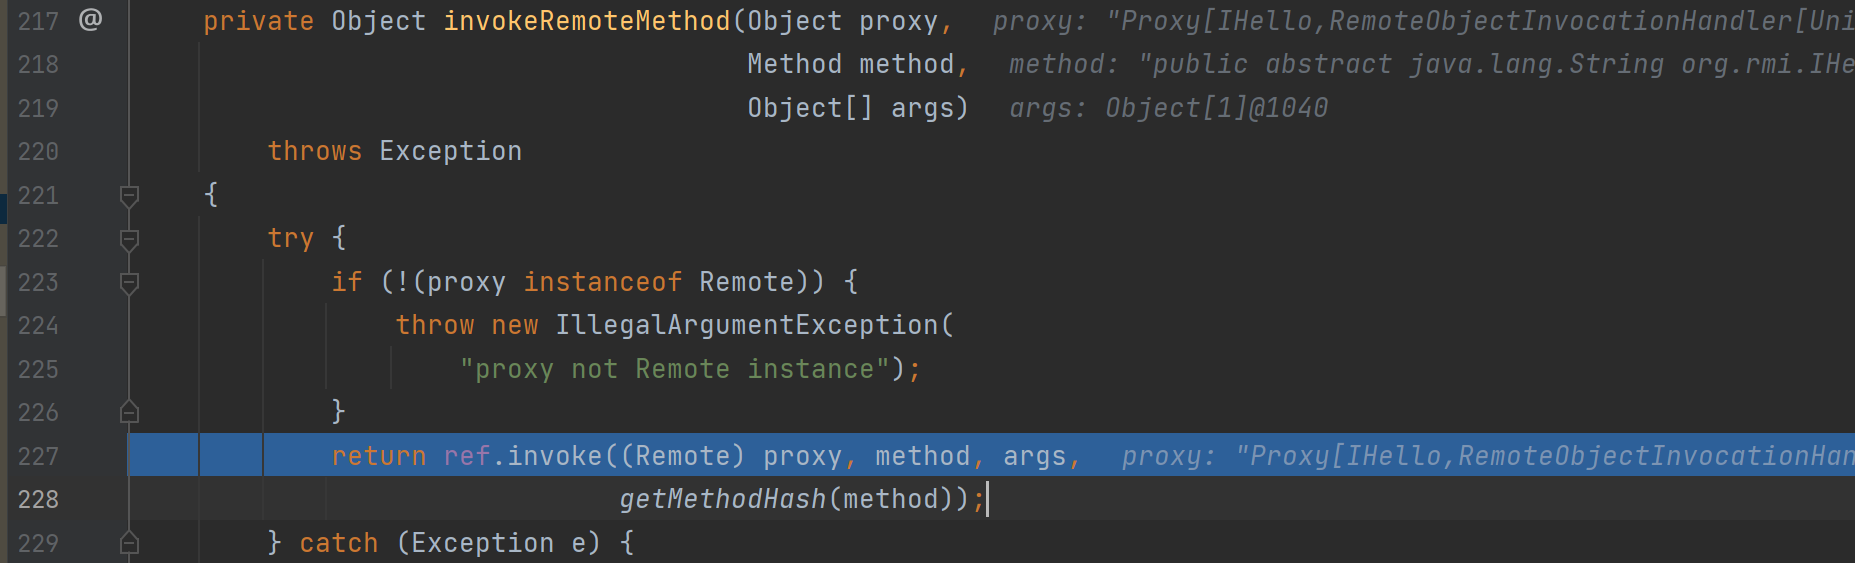 217 @ private Object invokeRemoteMethod(Object proxy, proxy: "Proxy[IHello,RemoteObjectInvocationHandler[Uni
218 Method method, method: "public abstract java.lang.String org.rmi.IHe
219 Object[] args) args: Object[1]@1040
220 throws Exception
221 {
222 try {
223 if (!(proxy instanceof Remote)) {
224 throw new IllegalArgumentException(
225 "proxy not Remote instance");
226 }
227 return ref.invoke((Remote) proxy, method, args, proxy: "Proxy[IHello,RemoteObjectInvocationHan
228 getMethodHash(method));
229 } catch (Exception e) {